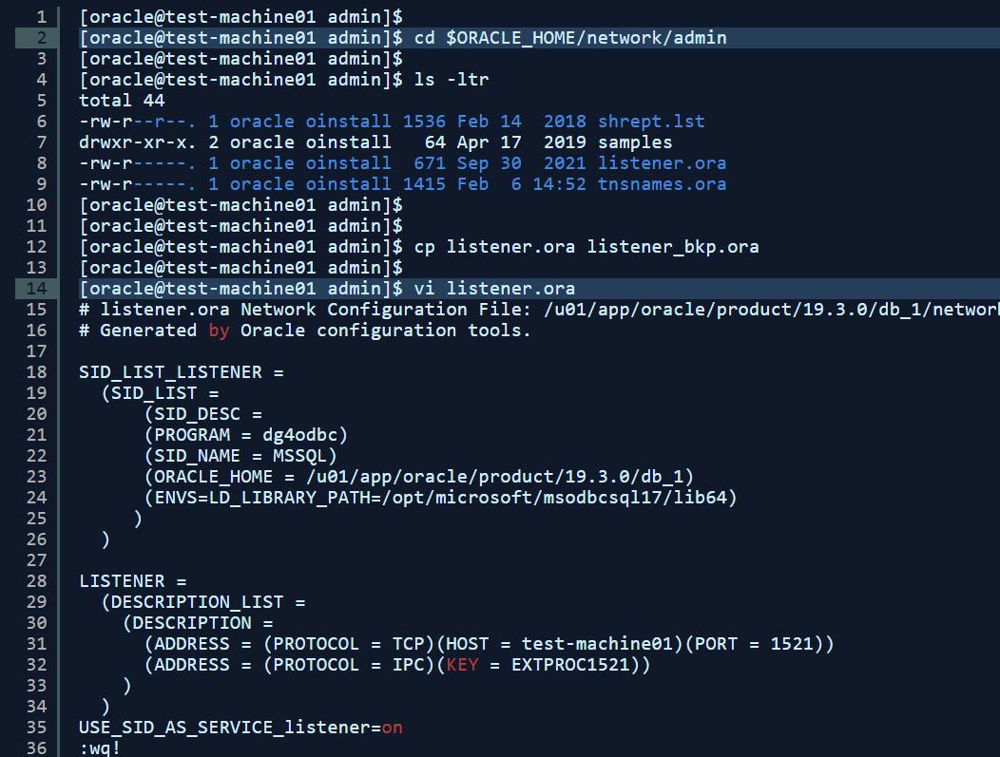 1 [oracle@test-machine01 admin]$
2 [oracle@test-machine01 admin]$ cd $ORACLE_HOME/network/admin
3 [oracle@test-machine01 admin]$
4 [oracle@test-machine01 admin]$ ls -ltr
5 total 44
6 -rw-r--r--. 1 oracle oinstall 1536 Feb 14  2018 shrept.lst
7 drwxr-xr-x. 2 oracle oinstall   64 Apr 17  2019 samples
8 -rw-r-----. 1 oracle oinstall  671 Sep 30  2021 listener.ora
9 -rw-r-----. 1 oracle oinstall 1415 Feb  6 14:52 tnsnames.ora
10 [oracle@test-machine01 admin]$
11 [oracle@test-machine01 admin]$
12 [oracle@test-machine01 admin]$ cp listener.ora listener_bkp.ora
13 [oracle@test-machine01 admin]$
14 [oracle@test-machine01 admin]$ vi listener.ora
15 # listener.ora Network Configuration File: /u01/app/oracle/product/19.3.0/db_1/network
16 # Generated by Oracle configuration tools.
17
18 SID_LIST_LISTENER =
19   (SID_LIST =
20       (SID_DESC =
21       (PROGRAM = dg4odbc)
22       (SID_NAME = MSSQL)
23       (ORACLE_HOME = /u01/app/oracle/product/19.3.0/db_1)
24       (ENVS=LD_LIBRARY_PATH=/opt/microsoft/msodbcsql17/lib64)
25      )
26   )
27
28 LISTENER =
29   (DESCRIPTION_LIST =
30     (DESCRIPTION =
31       (ADDRESS = (PROTOCOL = TCP)(HOST = test-machine01)(PORT = 1521))
32       (ADDRESS = (PROTOCOL = IPC)(KEY = EXTPROC1521))
33     )
34   )
35 USE_SID_AS_SERVICE_listener=on
36 :wq!